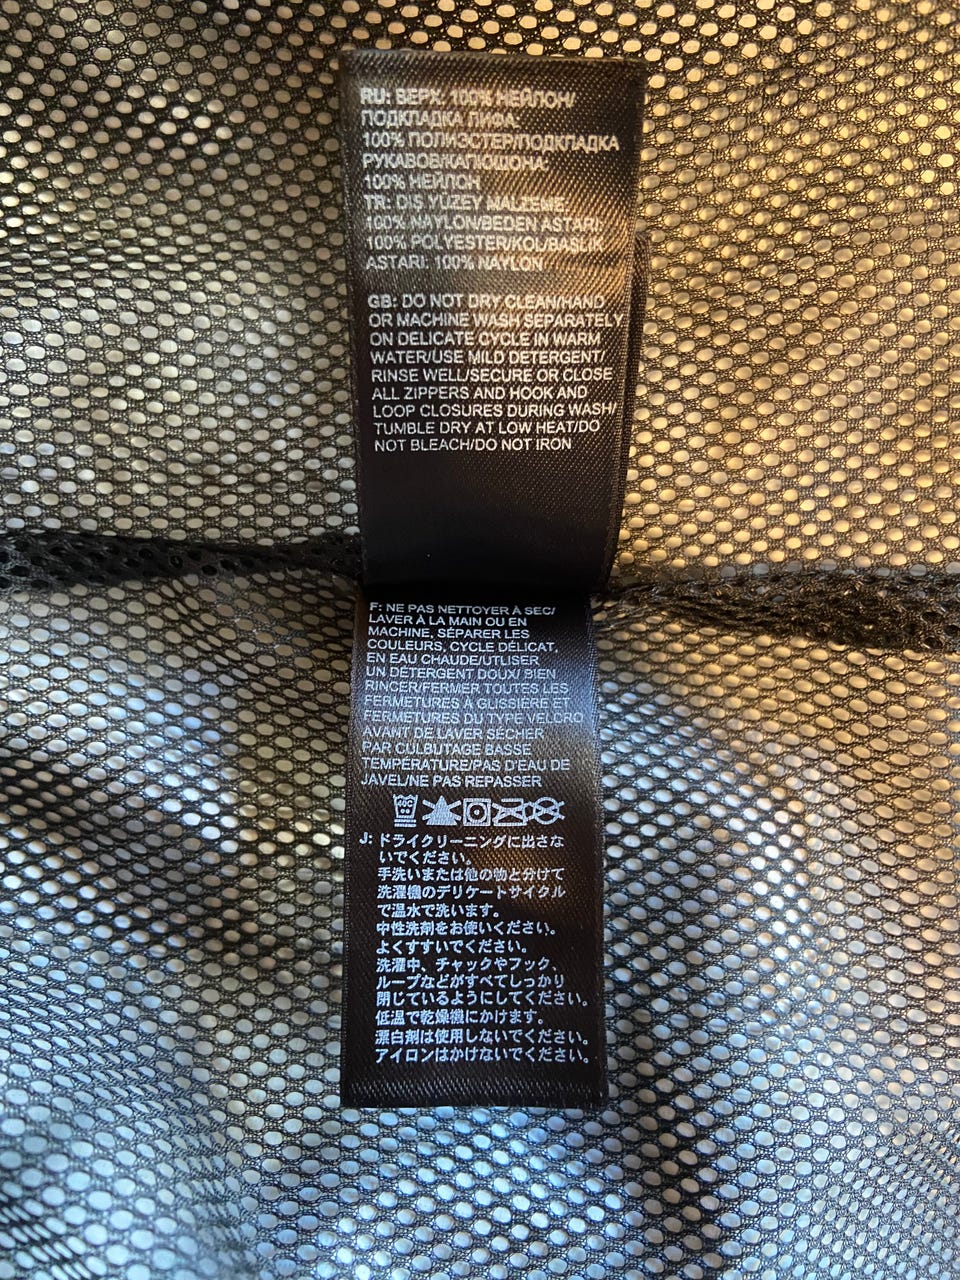 RU: ВЕРХ: 100% НЕЙЛОН/
ПОДКЛАДКА ЛИФА:
100% ПОЛИЭСТЕР/ПОДКЛАДКА
РУКАВОВ/КАПЮШОНА:
100% НЕЙЛОН
TR: DIS YÜZEY MALZEME:
100% NAYLON/BEDEN ASTARI:
100% POLYESTER/KOL/BASLIK
ASTARI: 100% NAYLON
GB: DO NOT DRY CLEAN/HAND
OR MACHINE WASH SEPARATELY
ON DELICATE CYCLE IN WARM
WATER/USE MILD DETERGENT/
RINSE WELL/SECURE OR CLOSE
ALL ZIPPERS AND HOOK AND
LOOP CLOSURES DURING WASH/
TUMBLE DRY AT LOW HEAT/DO
NOT BLEACH/DO NOT IRON
F: NE PAS NETTOYER À SEC/
LAVER À LA MAIN OU EN
MACHINE, SÉPARER LES
COULEURS, CYCLE DÉLICAT,
EN EAU CHAUDE/UTLISER
UN DÉTERGENT DOUX/ BIEN
RINCER/FERMER TOUTES LES
FERMETURES À GLISSIÈRE ET
FERMETURES DU TYPE VELCRO
AVANT DE LAVER SÉCHER
PAR CULBUTAGE BASSE
TEMPÉRATURE/PAS D'EAU DE
JAVEL/NE PAS REPASSER
40C
J: ドライクリーニングに出さな
いでください。
手洗いまたは他の物と分けて
洗濯機のデリケートサイクル
で温水で洗います。
中性洗剤をお使いください。
よくすすいでください。
洗濯中、チャックやフック、
ループなどがすべてしっかり
閉じているようにしてください。
低温で乾燥機にかけます。
漂白剤は使用しないでください。
アイロンはかけないでください。